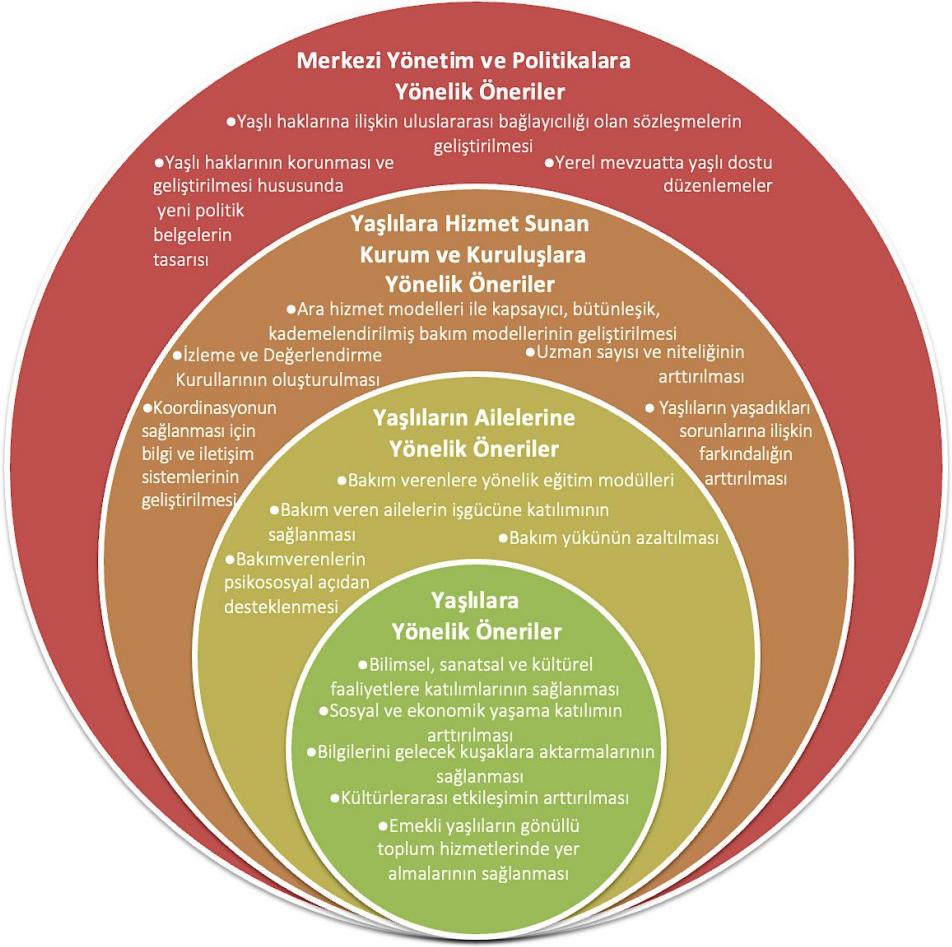 Merkezi Yönetim ve Politikalara
Yönelik Öneriler
●Yaşlı haklarına ilişkin uluslararası bağlayıcılığı olan sözleşmelerin
geliştirilmesi
●Yaşlı haklarının korunması ve
geliştirilmesi hususunda
yeni politik
belgelerin
tasarısı
●Yerel mevzuatta yaşlı dostu
düzenlemeler
Yaşlılara Hizmet Sunan
Kurum ve Kuruluşlara
Yönelik Öneriler
●Ara hizmet modelleri ile kapsayıcı, bütünleşik,
kademelendirilmiş bakım modellerinin geliştirilmesi
●İzleme ve Değerlendirme
Kurullarının oluşturulması
●Uzman sayısı ve niteliğinin
arttırılması
●Koordinasyonun
sağlanması için
bilgi ve iletişim
sistemlerinin
geliştirilmesi
● Yaşlıların yaşadıkları
sorunlarına ilişkin
farkındalığın
arttırılması
Yaşlıların Ailelerine
Yönelik Öneriler
●Bakım verenlere yönelik eğitim modülleri
●Bakım veren ailelerin işgücüne katılımının
sağlanması
●Bakım yükünün azaltılması
●Bakımverenlerin
psikososyal açıdan
desteklenmesi
Yaşlılara
Yönelik Öneriler
●Bilimsel, sanatsal ve kültürel
faaliyetlere katılımlarının sağlanması
●Sosyal ve ekonomik yaşama katılımın
arttırılması
●Bilgilerini gelecek kuşaklara aktarmalarının
sağlanması
●Kültürlerarası etkileşimin arttırılması
●Emekli yaşlıların gönüllü
toplum hizmetlerinde yer
almalarının sağlanması